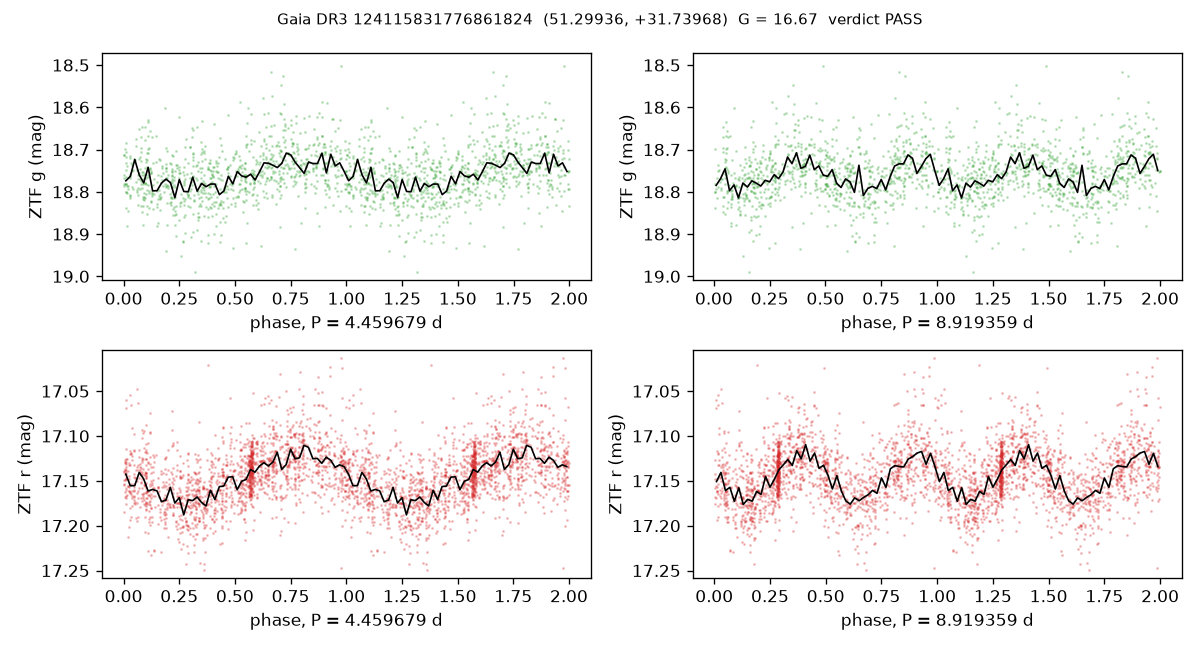 Gaia DR3 124115831776861824 (51.29936, +31.73968) G = 16.67 verdict PASS
ZTF g (mag)
18.5
18.6
18.7
18.8
18.9
19.0
0.00 0.25 0.50 0.75 1.00 1.25 1.50 1.75 2.00
phase, P = 4.459679 d
ZTF g (mag)
18.5
18.6
18.7
18.8
18.9
19.0
0.00 0.25 0.50 0.75 1.00 1.25 1.50 1.75 2.00
phase, P = 8.919359 d
ZTF r (mag)
17.05
17.10
17.15
17.20
17.25
0.00 0.25 0.50 0.75 1.00 1.25 1.50 1.75 2.00
phase, P = 4.459679 d
ZTF r (mag)
17.05
17.10
17.15
17.20
17.25
0.00 0.25 0.50 0.75 1.00 1.25 1.50 1.75 2.00
phase, P = 8.919359 d